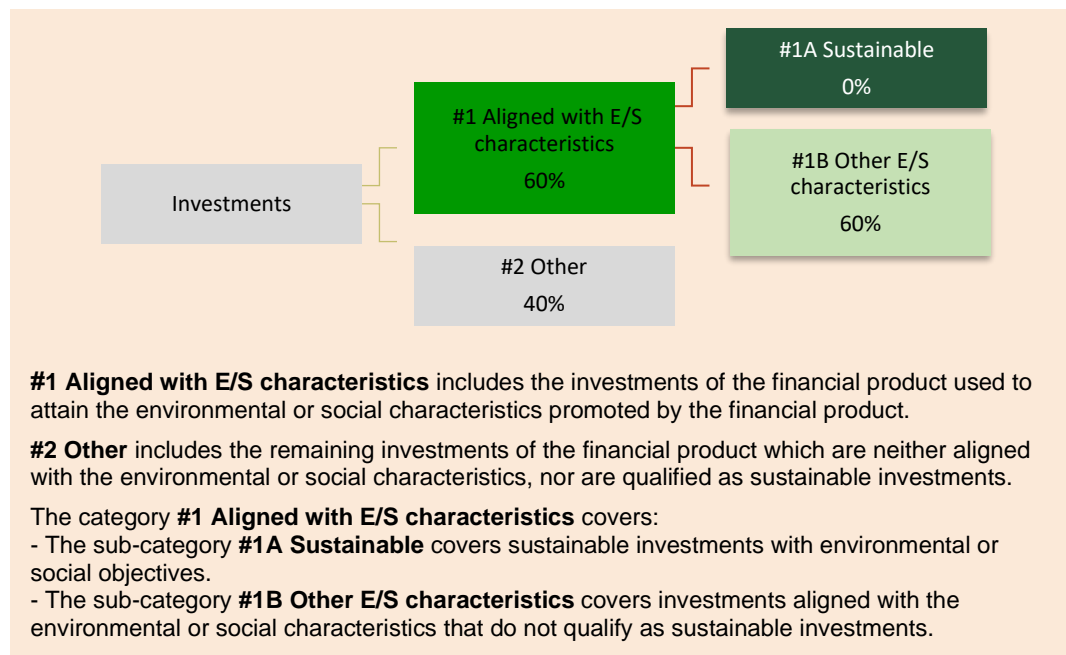 #1A Sustainable
0%
#1 Aligned with E/S
characteristics
60%
#1B Other E/S
characteristics
60%
Investments
#2 Other
40%
#1 Aligned with E/S characteristics includes the investments of the financial product used to
attain the environmental or social characteristics promoted by the financial product.
#2 Other includes the remaining investments of the financial product which are neither aligned
with the environmental or social characteristics, nor are qualified as sustainable investments.
The category #1 Aligned with E/S characteristics covers:
- The sub-category #1A Sustainable covers sustainable investments with environmental or
social objectives.
- The sub-category #1B Other E/S characteristics covers investments aligned with the
environmental or social characteristics that do not qualify as sustainable investments.